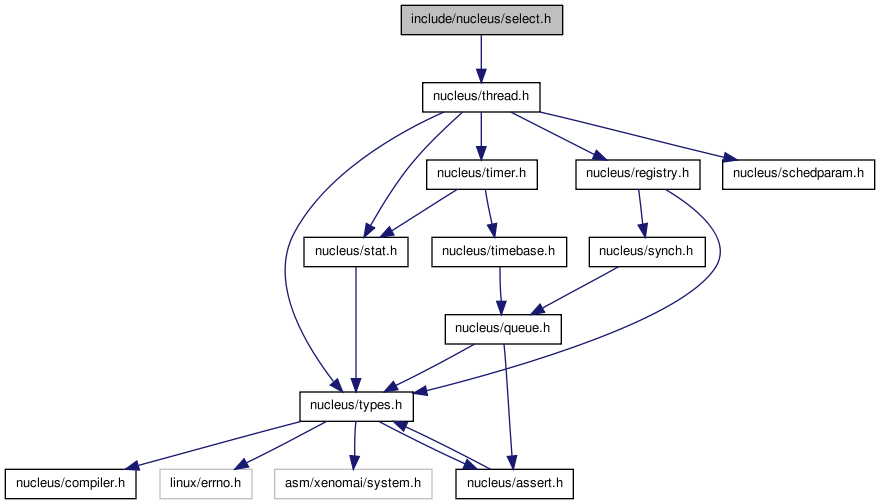 include/nucleus/select.h
nucleus/thread.h
nucleus/timer.h
nucleus/registry.h
nucleus/schedparam.h
nucleus/stat.h
nucleus/timebase.h
nucleus/synch.h
nucleus/queue.h
nucleus/types.h
nucleus/compiler.h
linux/errno.h
asm/xenomai/system.h
nucleus/assert.h